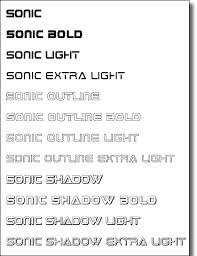 SONIC
SONIC BOLD
SONIC LIGHT
SONIC EXTRA LIGHT
SONIC OUTLINE
SONIC OUTLINE BOLD
SONIC OUTLINE LIGHT
SONIC OUTLINE EXTRA LIGHT
SONIC SHADOW
SONIC SHADOW BOLD
SONIC SHADOW LIGHT
SONIC SHADOW EXTRA LIGHT